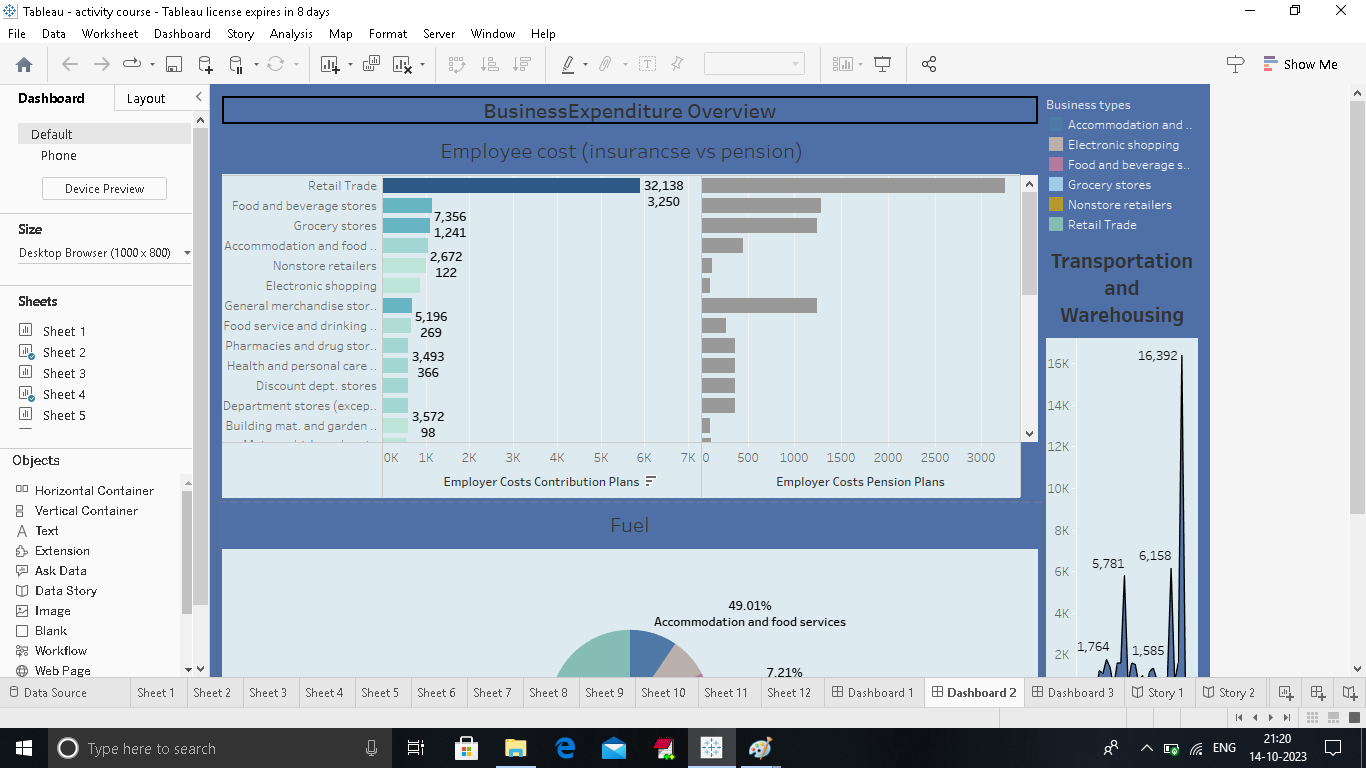 Tableau - activity course - Tableau license expires in 8 days
File Data Worksheet Dashboard Story Analysis Map Format Server Window Help
Show Me
Dashboard Layout
Default
Phone
Device Preview
Size
Desktop Browser (1000 x 800)
Sheets
Sheet 1
Sheet 2
Sheet 3
Sheet 4
Sheet 5
Objects
Horizontal Container
Vertical Container
Text
Extension
Ask Data
Data Story
Image
Blank
Workflow
Web Page
BusinessExpenditure Overview
Employee cost (insurancse vs pension)
Retail Trade
Food and beverage stores
Grocery stores
Accommodation and food ..
Nonstore retailers
Electronic shopping
General merchandise stor..
Food service and drinking ..
Pharmacies and drug stor..
Health and personal care ..
Discount dept. stores
Department stores (excep..
Building mat. and garden ..
32,138
3,250
7,356
1,241
2,672
122
5,196
269
3,493
366
3,572
98
0K 1K 2K 3K 4K 5K 6K 7K
Employer Costs Contribution Plans
0 500 1000 1500 2000 2500 3000
Employer Costs Pension Plans
Fuel
49.01%
Accommodation and food services
7.21%
Business types
Accommodation and ..
Electronic shopping
Food and beverage s..
Grocery stores
Nonstore retailers
Retail Trade
Transportation
and
Warehousing
16K
14K
12K
10K
8K
6K
4K
2K
16,392
5,781
6,158
1,764
1,585
Data Source Sheet 1 Sheet 2 Sheet 3 Sheet 4 Sheet 5 Sheet 6 Sheet 7 Sheet 8 Sheet 9 Sheet 10 Sheet 11 Sheet 12 Dashboard 1 Dashboard 2 Dashboard 3 Story 1 Story 2
Type here to search
ENG
21:20
14-10-2023